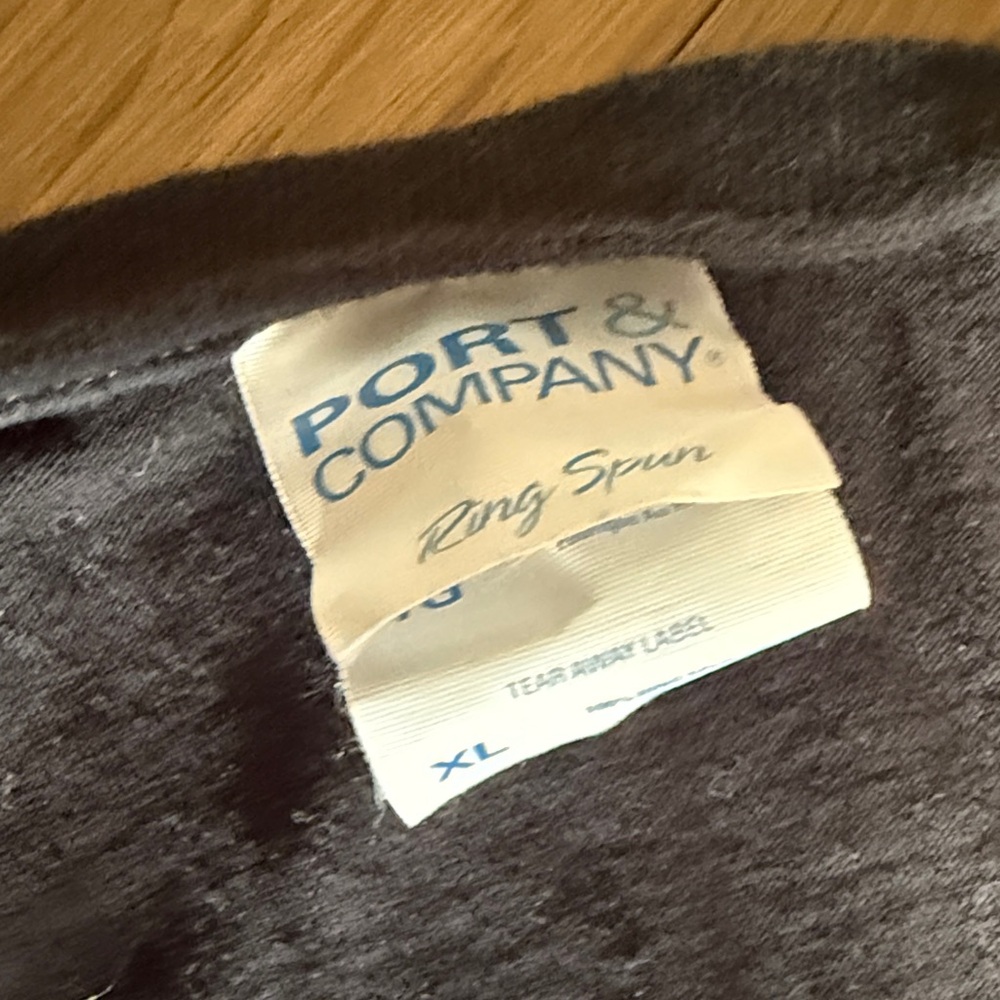 PORT &
COMPANY®
Ring Spun
TEAR AWAY LABEL
XL